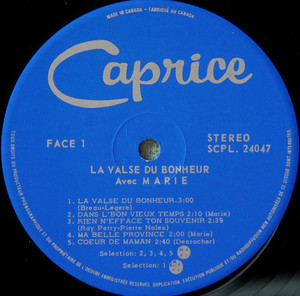 MADE IN CANADA - FABRIQUÉ AU CANADA
Caprice
FACE 1
STEREO
SCPL. 24047
LA VALSE DU BONHEUR
Avec MARIE
1- LA VALSE DU BONHEUR.3:00
(Breau-Legere)
2- DANS L'BON VIEUX TEMPS 2:10 (Marie)
3- RIEN N'EFFACE TON SOUVENIR 2:39
(Ray Perry-Pierre Noles)
4- MA BELLE PROVINCE 2:00 (Marie)
5- COEUR DE MAMAN 2:40 (Desrocher)
Selection: 2, 3, 4, 5
Selection: 1